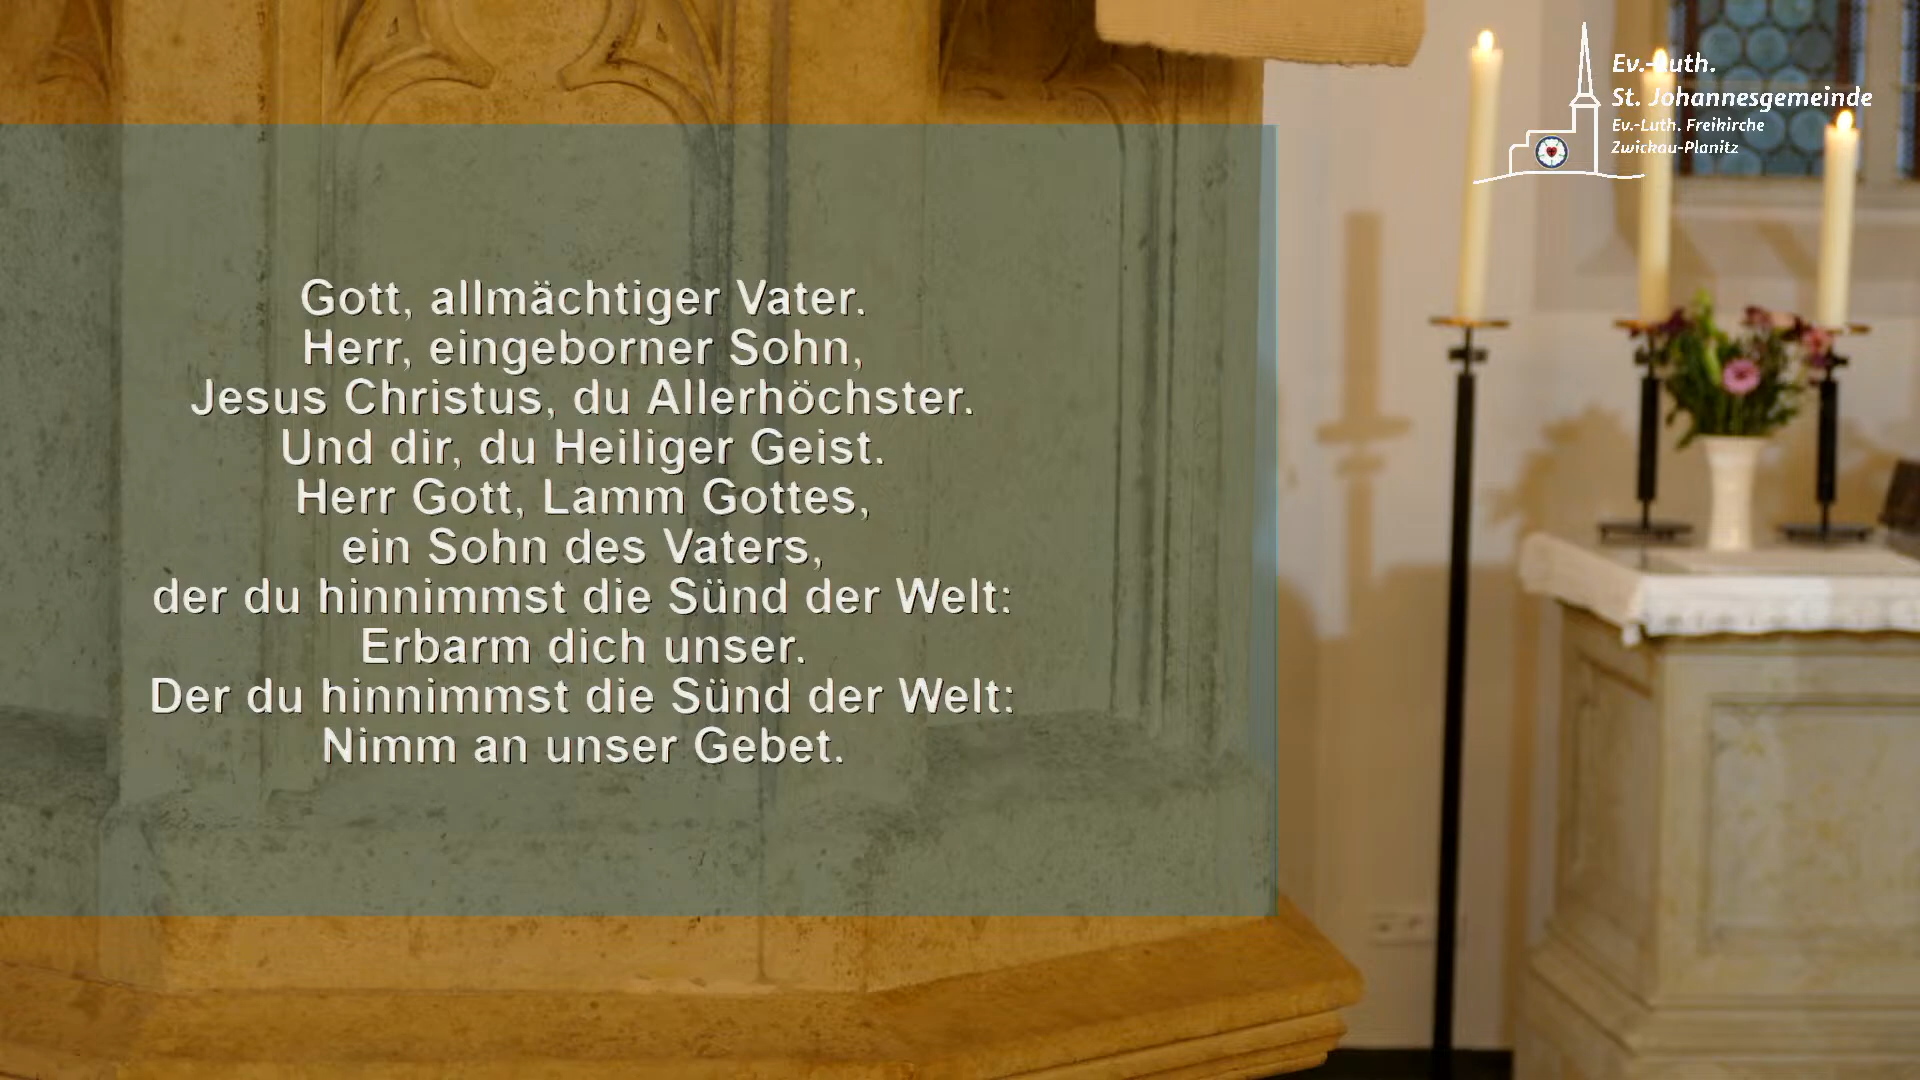 Ev.-Luth.
St. Johannesgemeinde
Ev.-Luth. Freikirche
Zwickau-Planitz
Gott, allmächtiger Vater.
Herr, eingeborner Sohn,
Jesus Christus, du Allerhöchster.
Und dir, du Heiliger Geist.
Herr Gott, Lamm Gottes,
ein Sohn des Vaters,
der du hinnimmst die Sünd der Welt:
Erbarm dich unser.
Der du hinnimmst die Sünd der Welt:
Nimm an unser Gebet.